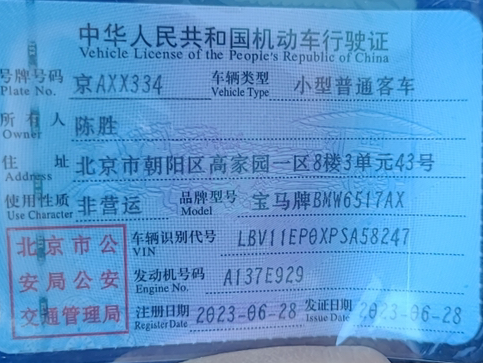 中华人民共和国机动车行驶证
Vehicle License of the People's Republic of China
号牌号码 京AXX334 车辆类型 小型普通客车
Plate No. Vehicle Type
所有人 陈胜
Owner
住址 北京市朝阳区高家园一区8楼3单元43号
Address
使用性质 非营运 品牌型号 宝马牌BMW6517AX
Use Character Model
车辆识别代号 LBV11EP0XPSA58247
VIN
发动机号码 A137E929
Engine No.
注册日期 2023-06-28 发证日期 2023-06-28
Register Date Issue Date
北京市公
安局公安
交通管理局